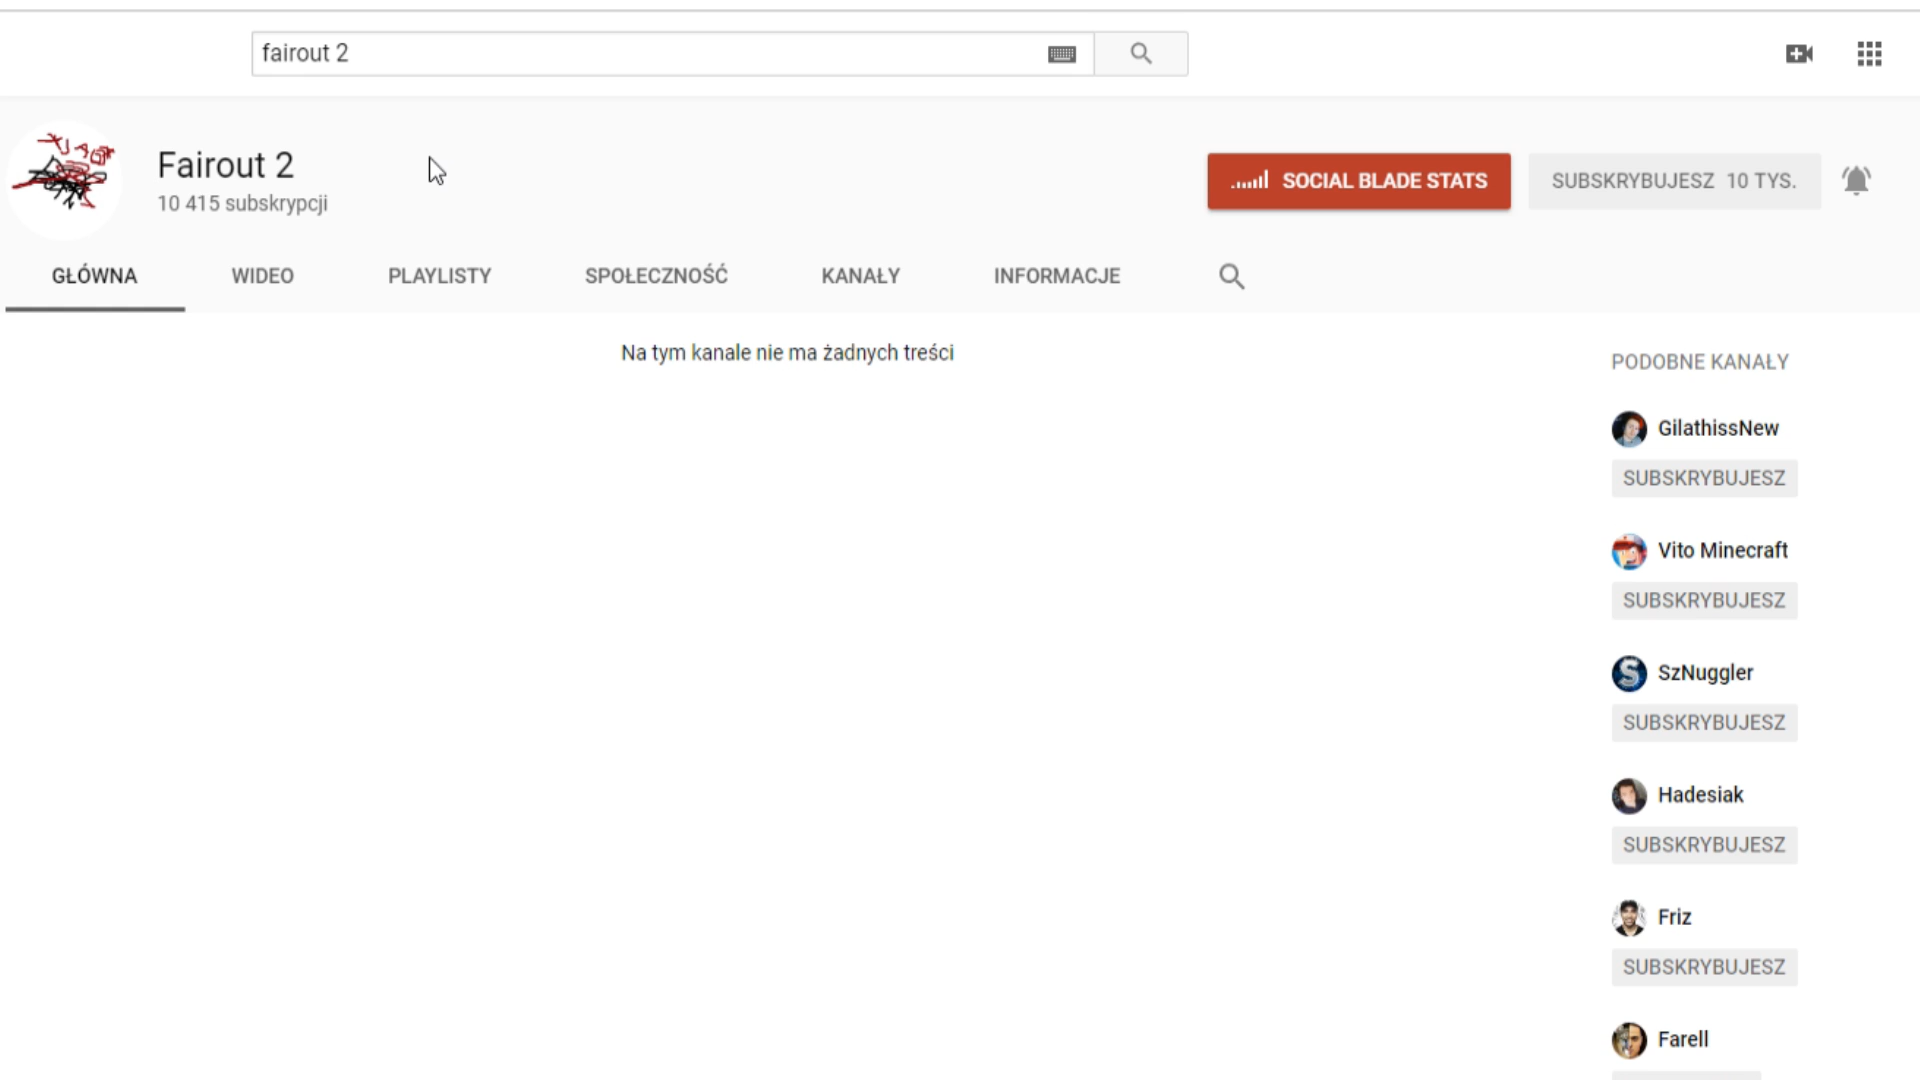 fairout 2
Fairout 2
10 415 subskrypcji
SOCIAL BLADE STATS
SUBSKRYBUJESZ 10 TYS.
GŁÓWNA
WIDEO
PLAYLISTY
SPOŁECZNOŚĆ
KANAŁY
INFORMACJE
Na tym kanale nie ma żadnych treści
PODOBNE KANAŁY
GilathissNew
SUBSKRYBUJESZ
Vito Minecraft
SUBSKRYBUJESZ
SzNuggler
SUBSKRYBUJESZ
Hadesiak
SUBSKRYBUJESZ
Friz
SUBSKRYBUJESZ
Farell